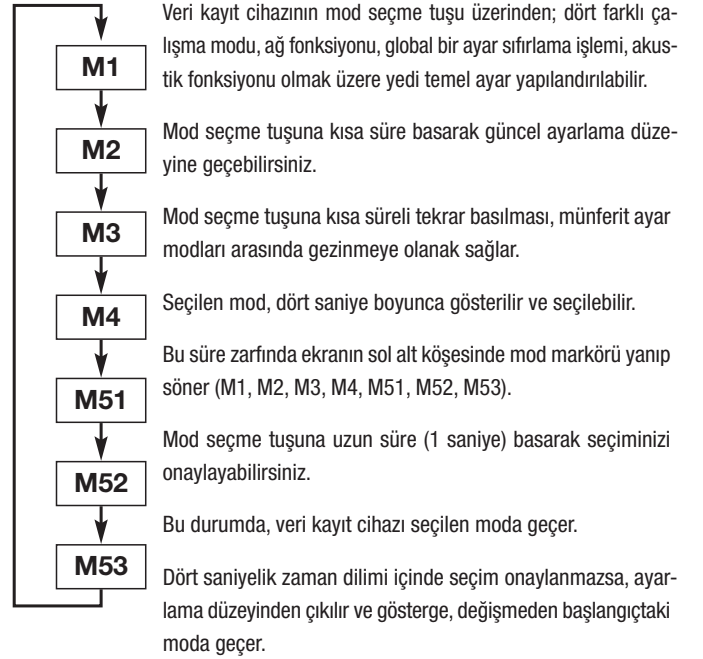 M1
M2
M3
M4
M51
M52
M53
Veri kayıt cihazının mod seçme tuşu üzerinden; dört farklı ça-
lışma modu, ağ fonksiyonu, global bir ayar sıfırlama işlemi, akus-
tik fonksiyonu olmak üzere yedi temel ayar yapılandırılabilir.
Mod seçme tuşuna kısa süre basarak güncel ayarlama düze-
yine geçebilirsiniz.
Mod seçme tuşuna kısa süreli tekrar basılması, münferit ayar
modları arasında gezinmeye olanak sağlar.
Seçilen mod, dört saniye boyunca gösterilir ve seçilebilir.
Bu süre zarfında ekranın sol alt köşesinde mod markörü yanıp
söner (M1, M2, M3, M4, M51, M52, M53).
Mod seçme tuşuna uzun süre (1 saniye) basarak seçiminizi
onaylayabilirsiniz.
Bu durumda, veri kayıt cihazı seçilen moda geçer.
Dört saniyelik zaman dilimi içinde seçim onaylanmazsa, ayar-
lama düzeyinden çıkılır ve gösterge, değişmeden başlangıçtaki
moda geçer.